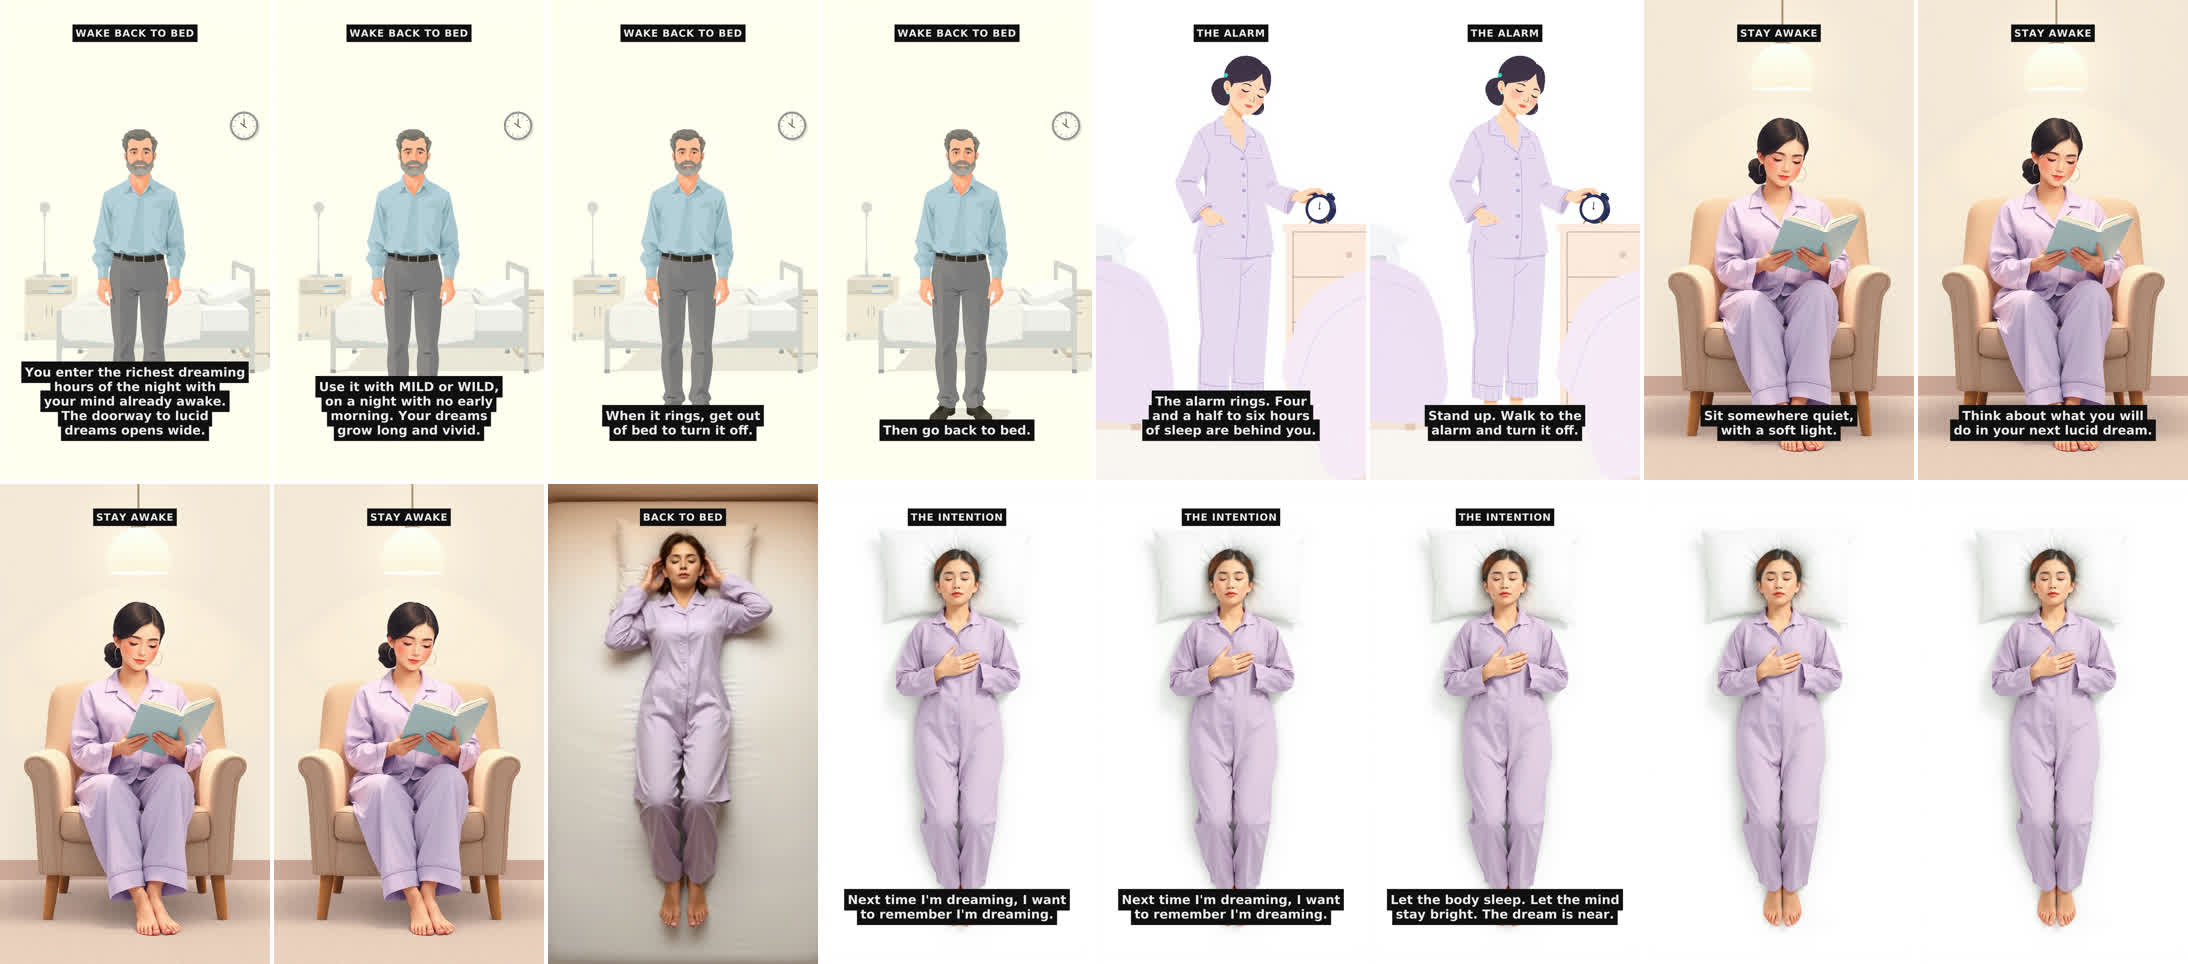 WAKE BACK TO BED
You enter the richest dreaming
hours of the night with
your mind already awake.
The doorway to lucid
dreams opens wide.
WAKE BACK TO BED
Use it with MILD or WILD,
on a night with no early
morning. Your dreams
grow long and vivid.
WAKE BACK TO BED
When it rings, get out
of bed to turn it off.
WAKE BACK TO BED
Then go back to bed.
THE ALARM
The alarm rings. Four
and a half to six hours
of sleep are behind you.
THE ALARM
Stand up. Walk to the
alarm and turn it off.
STAY AWAKE
Sit somewhere quiet,
with a soft light.
STAY AWAKE
Think about what you will
do in your next lucid dream.
STAY AWAKE
STAY AWAKE
BACK TO BED
THE INTENTION
Next time I'm dreaming, I want
to remember I'm dreaming.
THE INTENTION
Next time I'm dreaming, I want
to remember I'm dreaming.
THE INTENTION
Let the body sleep. Let the mind
stay bright. The dream is near.